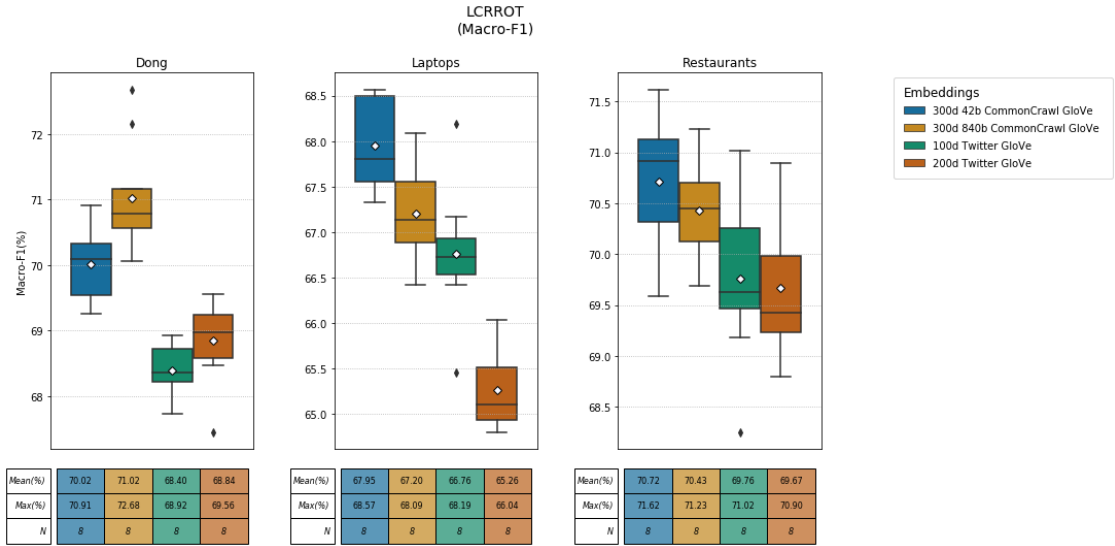 LCRROT
(Macro-F1)
Dong
Laptops
Restaurants
Macro-F1(%)
72
71
70
69
68
68.5
68.0
67.5
67.0
66.5
66.0
65.5
65.0
71.5
71.0
70.5
70.0
69.5
69.0
68.5
Embeddings
300d 42b CommonCrawl GloVe
300d 840b CommonCrawl GloVe
100d Twitter GloVe
200d Twitter GloVe
Mean(%) 70.02 71.02 68.40 68.84
Max(%) 70.91 72.68 68.92 69.56
N 8 8 8 8
Mean(%) 67.95 67.20 66.76 65.26
Max(%) 68.57 68.09 68.19 66.04
N 8 8 8 8
Mean(%) 70.72 70.43 69.76 69.67
Max(%) 71.62 71.23 71.02 70.90
N 8 8 8 8